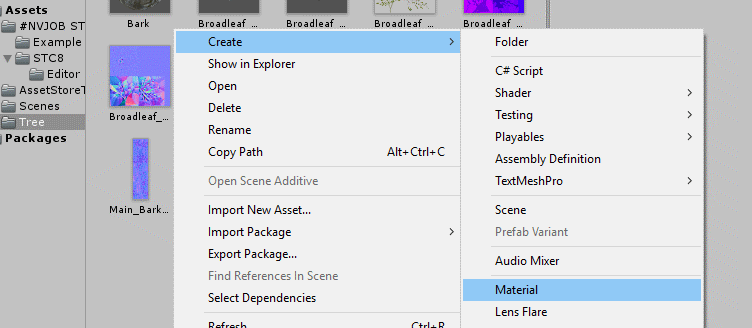 Assets
#NVJOB ST
Example
STC8
Editor
AssetStoreT
Scenes
Tree
Packages
Bark
Broadleaf_
Broadleaf
Broadleaf
Broadleaf
Broadleaf_...
Main_Bark...
Create
Show in Explorer
Open
Delete
Rename
Copy Path Alt+Ctrl+C
Open Scene Additive
Import New Asset...
Import Package
Export Package...
Find References In Scene
Select Dependencies
Refresh Ctrl+R
Folder
C# Script
Shader
Testing
Playables
Assembly Definition
TextMeshPro
Scene
Prefab Variant
Audio Mixer
Material
Lens Flare